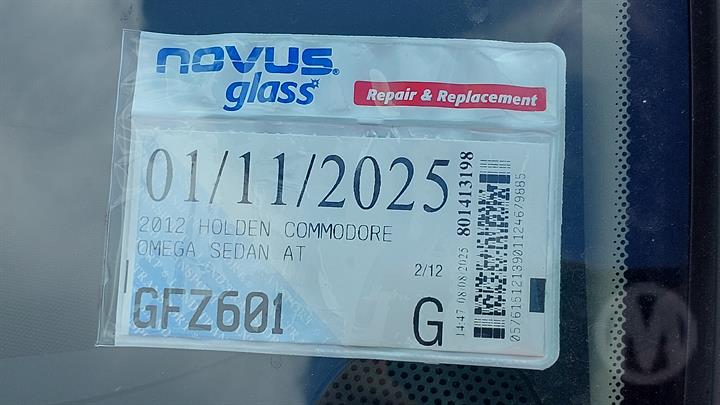 novus®
glass
Repair & Replacement
01/11/2025
2012 HOLDEN COMMODORE
OMEGA SEDAN AT
2/12
GFZ601
G
14:47 08/08/2025 801413198